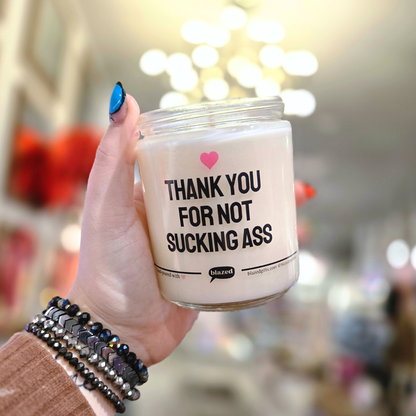 THANK YOU
FOR NOT
SUCKING ASS
blazed